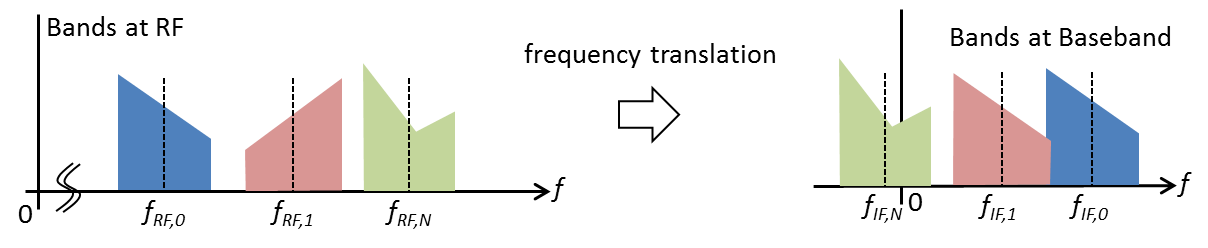 Bands at RF
frequency translation
Bands at Baseband
0
f_RF,0
f_RF,1
f_RF,N
f
f_IF,N
0
f_IF,1
f_IF,0
f